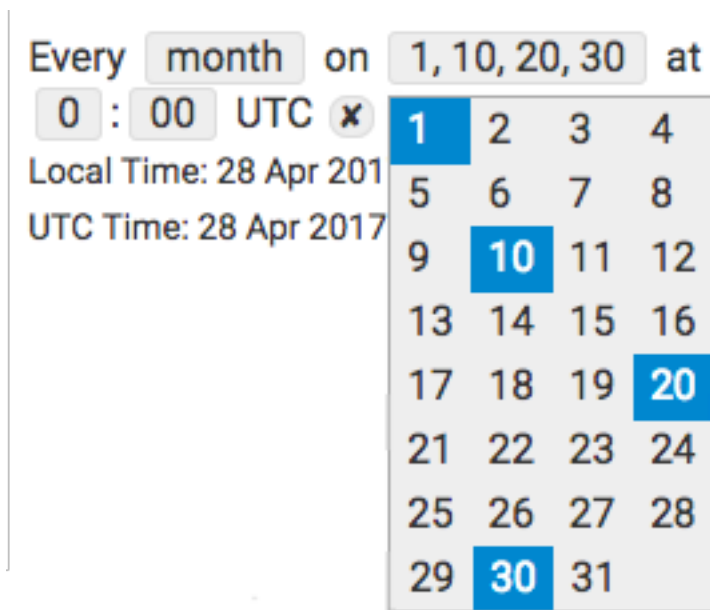 Every month on 1, 10, 20, 30 at
0 : 00 UTC ✘
Local Time: 28 Apr 201
UTC Time: 28 Apr 2017
1 2 3 4
5 6 7 8
9 10 11 12
13 14 15 16
17 18 19 20
21 22 23 24
25 26 27 28
29 30 31